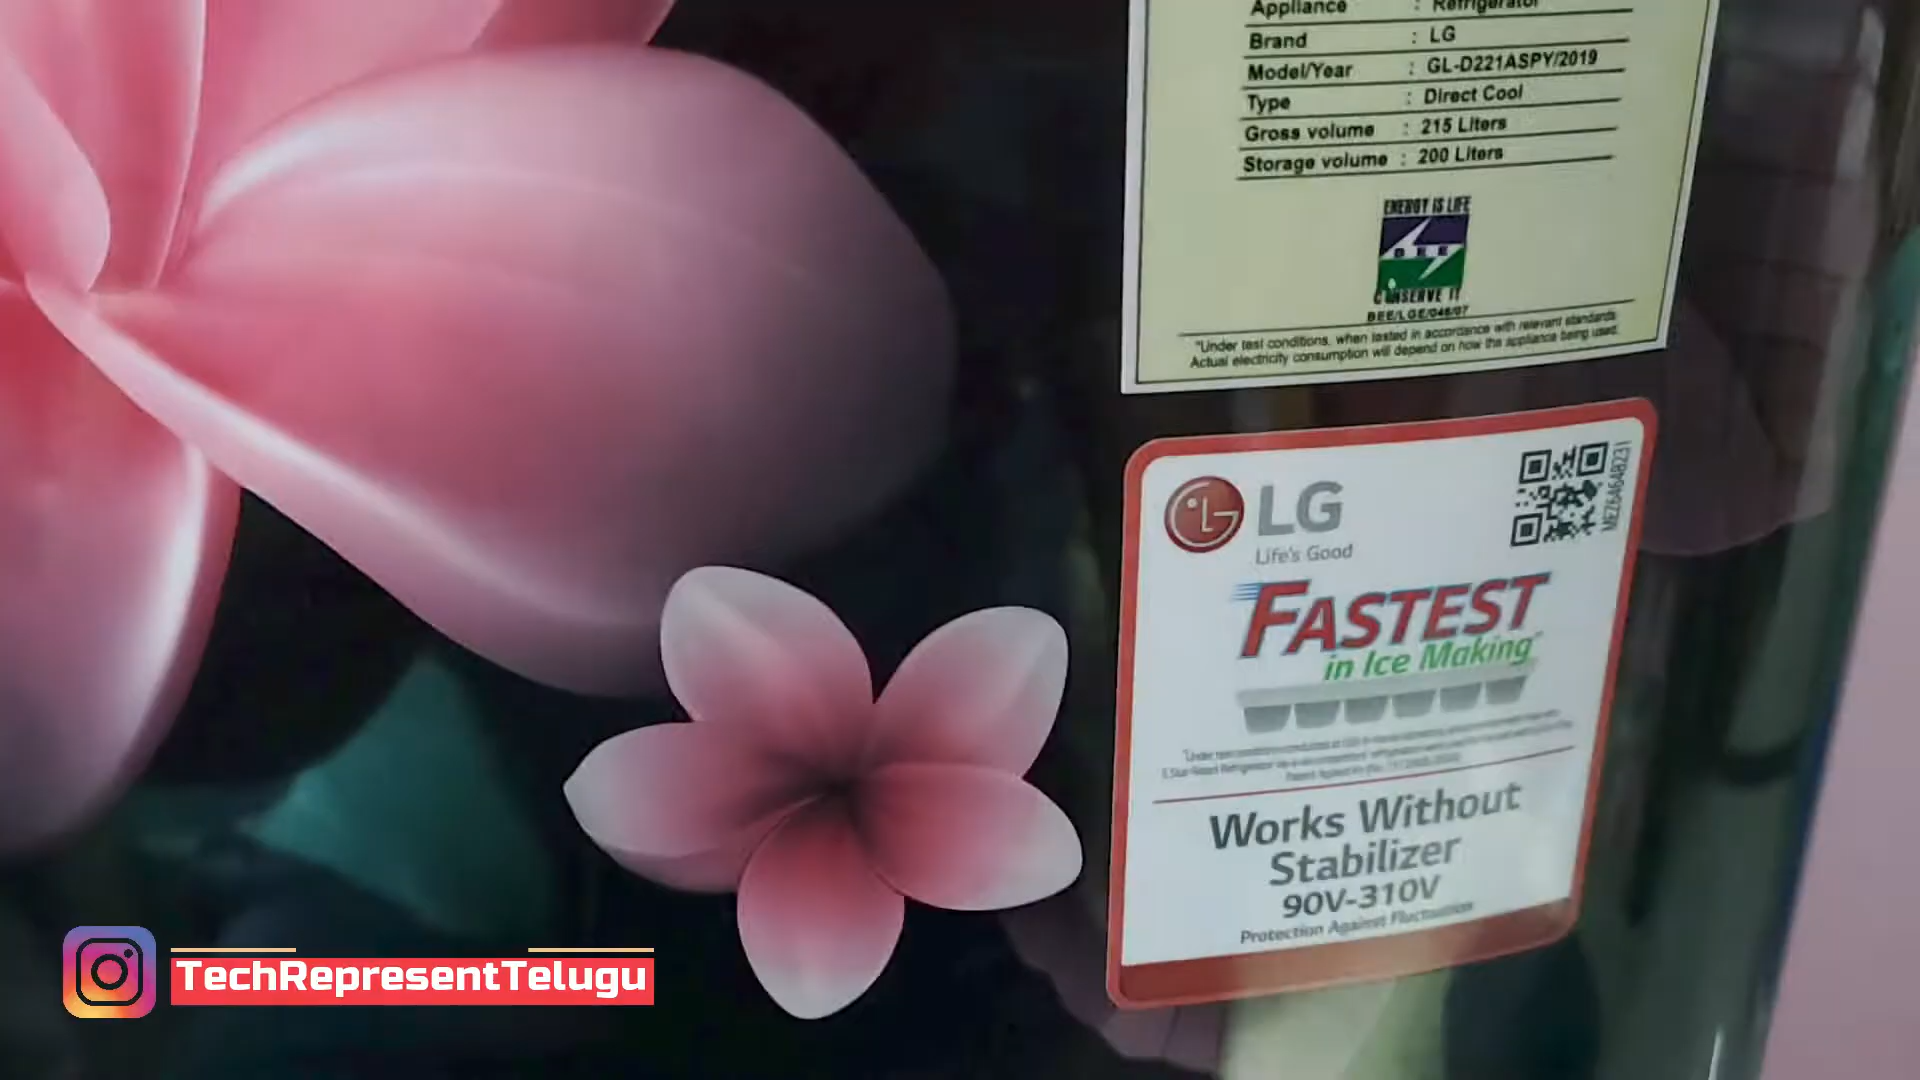 Appliance : Refrigerator
Brand : LG
Model/Year : GL-D221ASPY/2019
Type : Direct Cool
Gross volume : 215 Liters
Storage volume : 200 Liters
ENERGY IS LIFE
BEE
CONSERVE IT
BEE/LGE/046/07
*Under test conditions, when tested in accordance with relevant standards
Actual electricity consumption will depend on how the appliance being used.
LG
Life's Good
MEZ64648231
FASTEST
in Ice Making*
Works Without
Stabilizer
90V-310V
Protection Against Fluctuation
TechRepresentTelugu